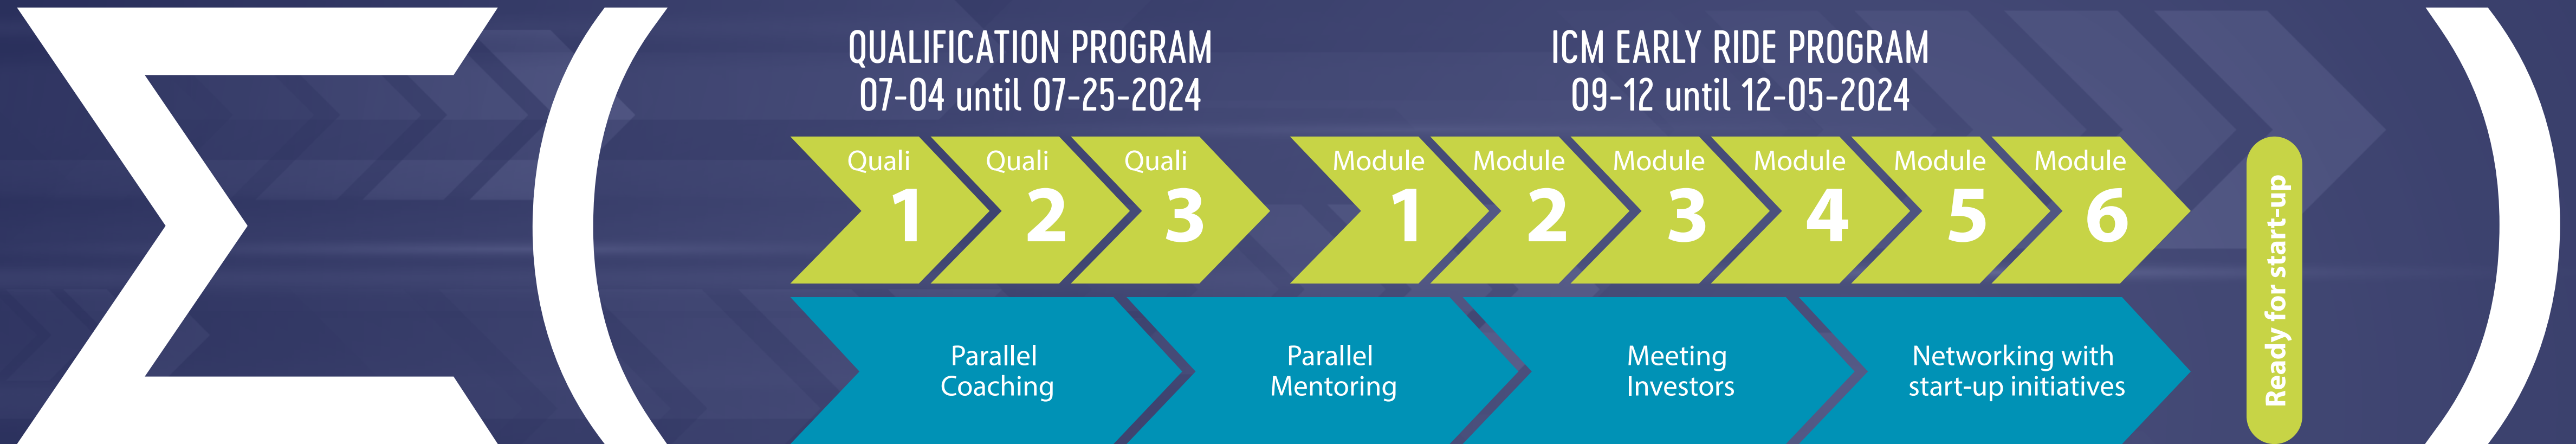 QUALIFICATION PROGRAM
07-04 until 07-25-2024
ICM EARLY RIDE PROGRAM
09-12 until 12-05-2024
Quali
1
Quali
2
Quali
3
Module
1
Module
2
Module
3
Module
4
Module
5
Module
6
Parallel
Coaching
Parallel
Mentoring
Meeting
Investors
Networking with
start-up initiatives
Ready for start-up